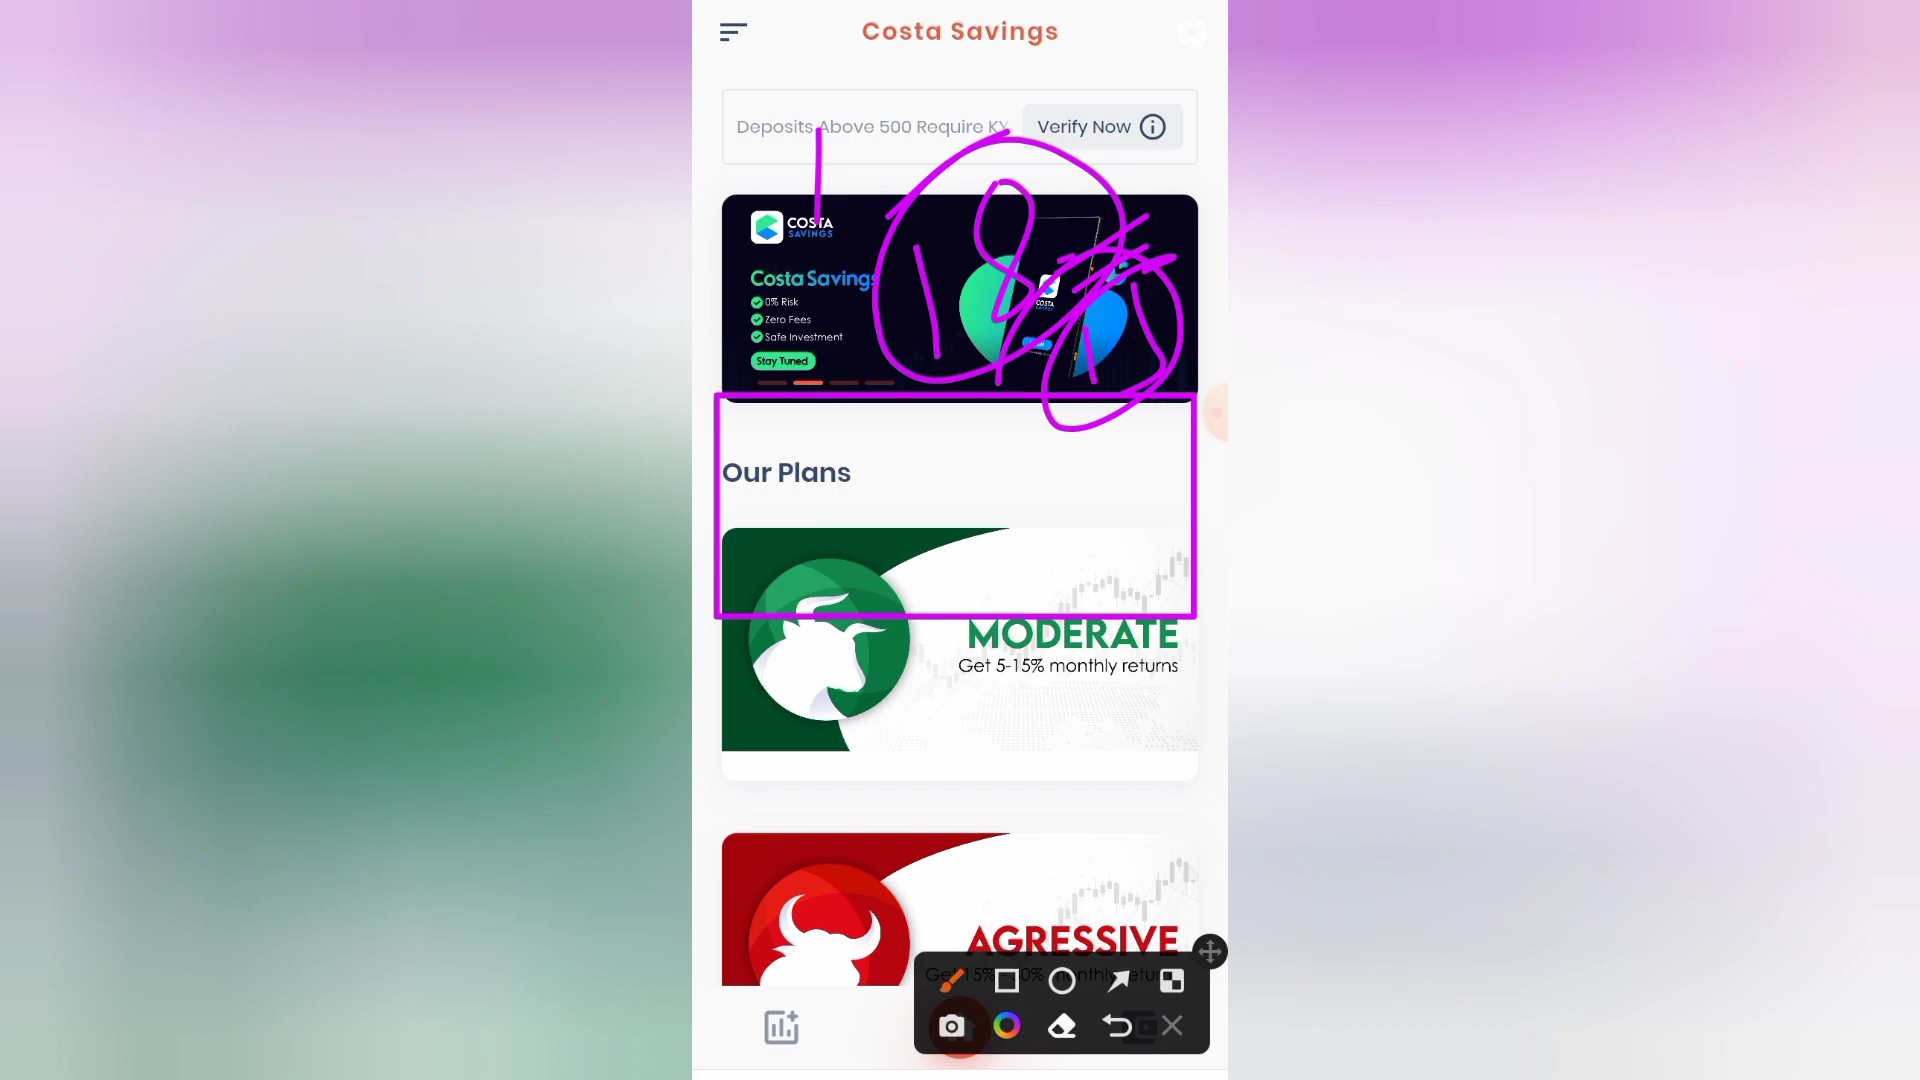 Costa Savings
Deposits Above 500 Require KY
Verify Now
COSTA
SAVINGS
Costa Savings
0% Risk
Zero Fees
Safe Investment
Stay Tuned
COSTA
18
Our Plans
MODERATE
Get 5-15% monthly returns
AGRESSIVE